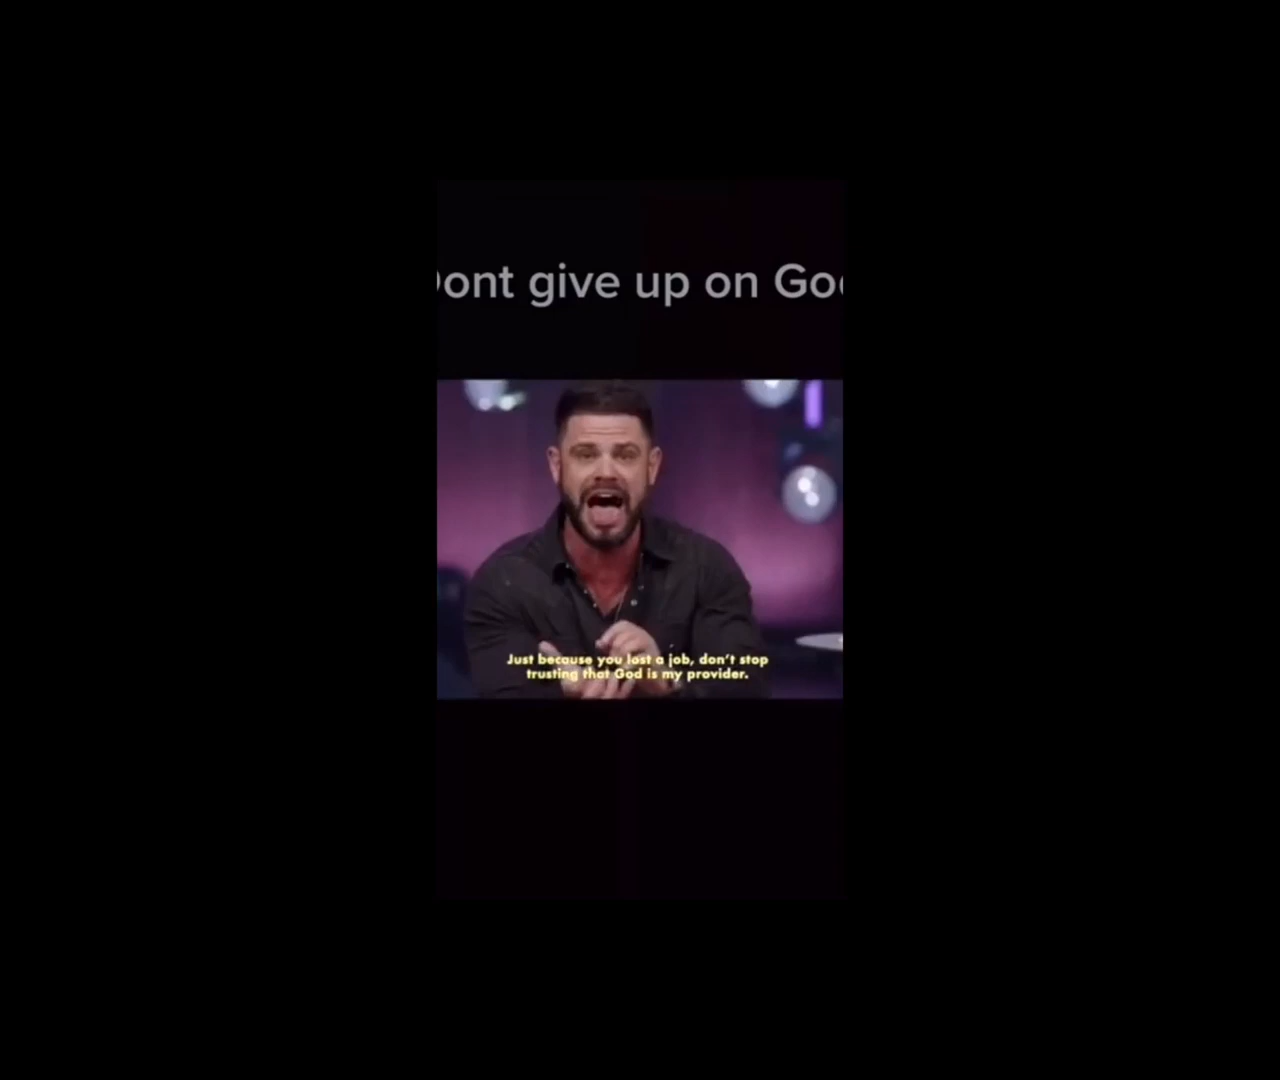 ont give up on Go
Just because you lost a job, don't stop
trusting that God is my provider.